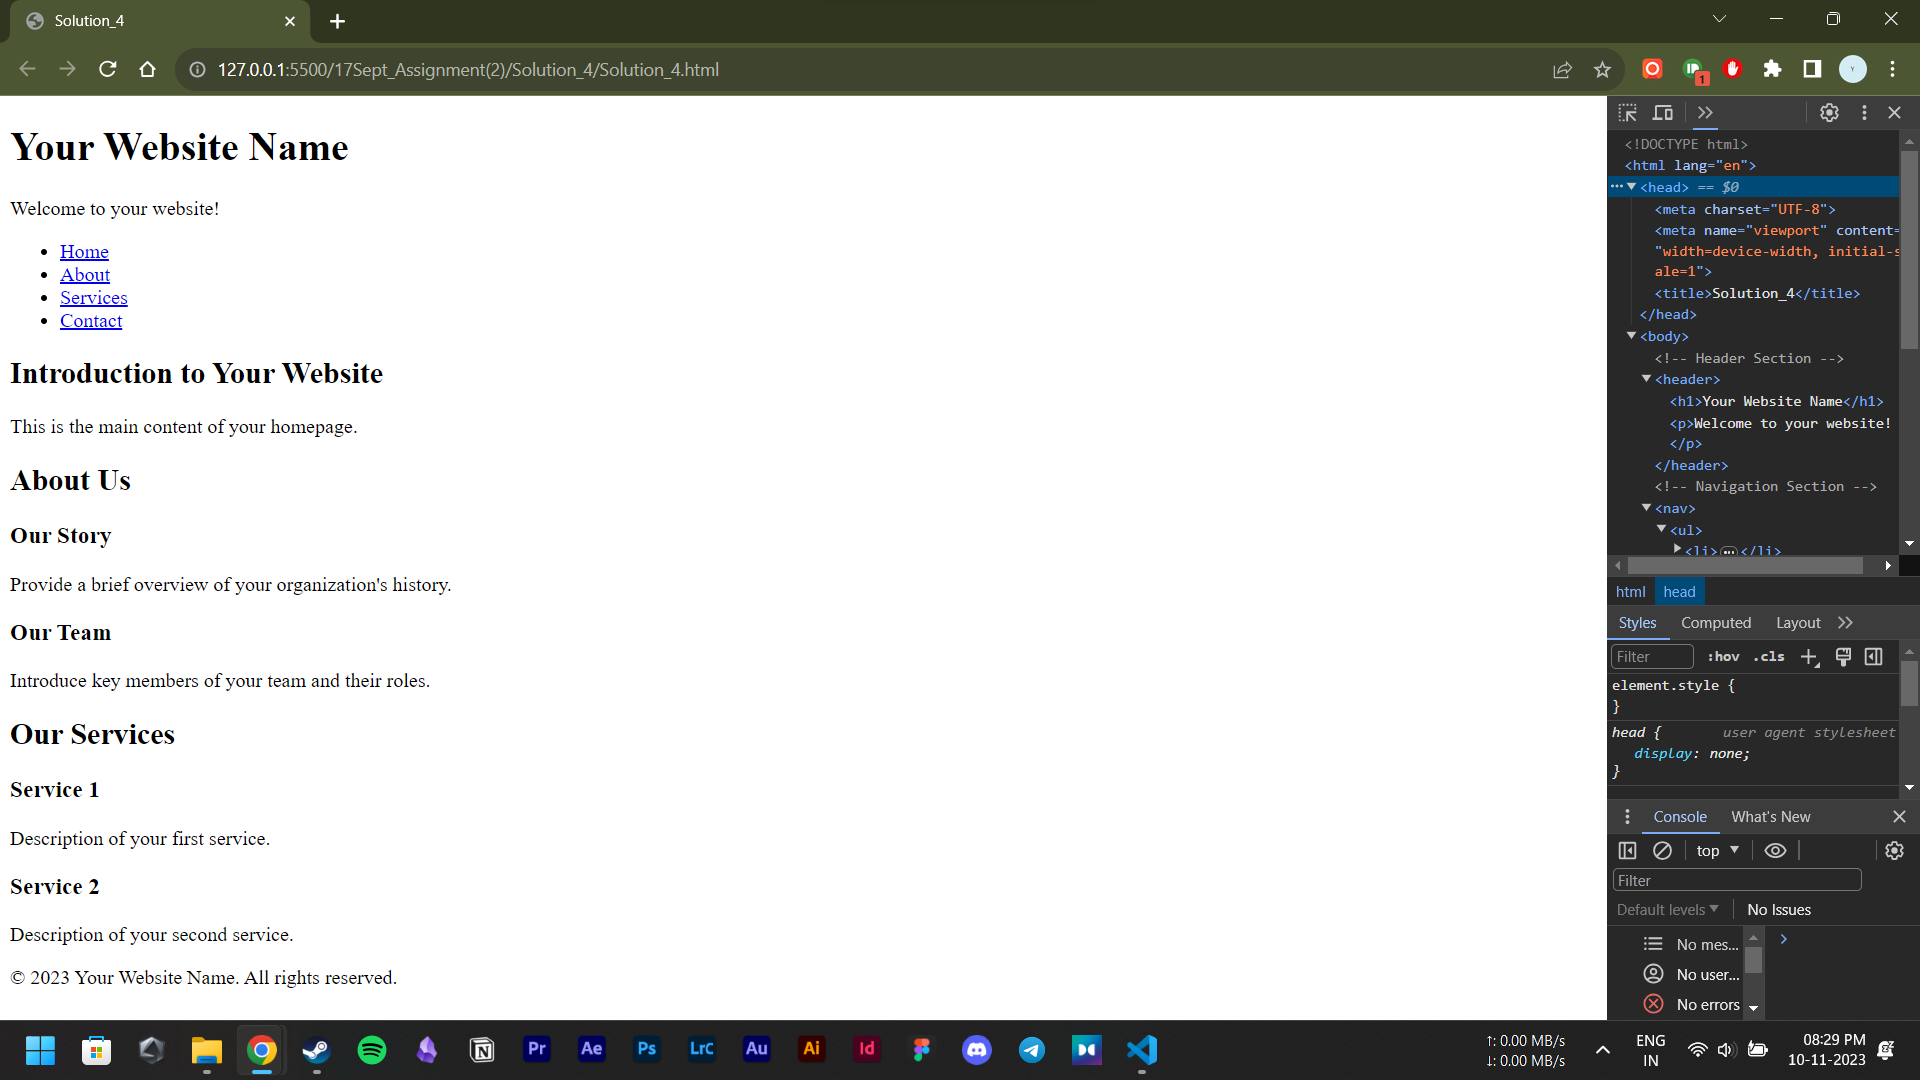 Solution_4
127.0.0.1:5500/17Sept_Assignment(2)/Solution_4/Solution_4.html
1
Y
Your Website Name
Welcome to your website!
Home
About
Services
Contact
Introduction to Your Website
This is the main content of your homepage.
About Us
Our Story
Provide a brief overview of your organization's history.
Our Team
Introduce key members of your team and their roles.
Our Services
Service 1
Description of your first service.
Service 2
Description of your second service.
© 2023 Your Website Name. All rights reserved.
<!DOCTYPE html>
<html lang="en">
<head> == $0
<meta charset="UTF-8">
<meta name="viewport" content=
"width=device-width, initial-s
ale=1">
<title>Solution_4</title>
</head>
<body>
<!-- Header Section -->
<header>
<h1>Your Website Name</h1>
<p>Welcome to your website!
</p>
</header>
<!-- Navigation Section -->
<nav>
<ul>
<li>…</li>
html head
Styles Computed Layout
Filter :hov .cls
element.style {
}
head { user agent stylesheet
display: none;
}
Console What's New
top
Filter
Default levels No Issues
No mes...
No user...
No errors
Pr Ae Ps LrC Au Ai Id
↑: 0.00 MB/s
↓: 0.00 MB/s
ENG
IN
08:29 PM
10-11-2023